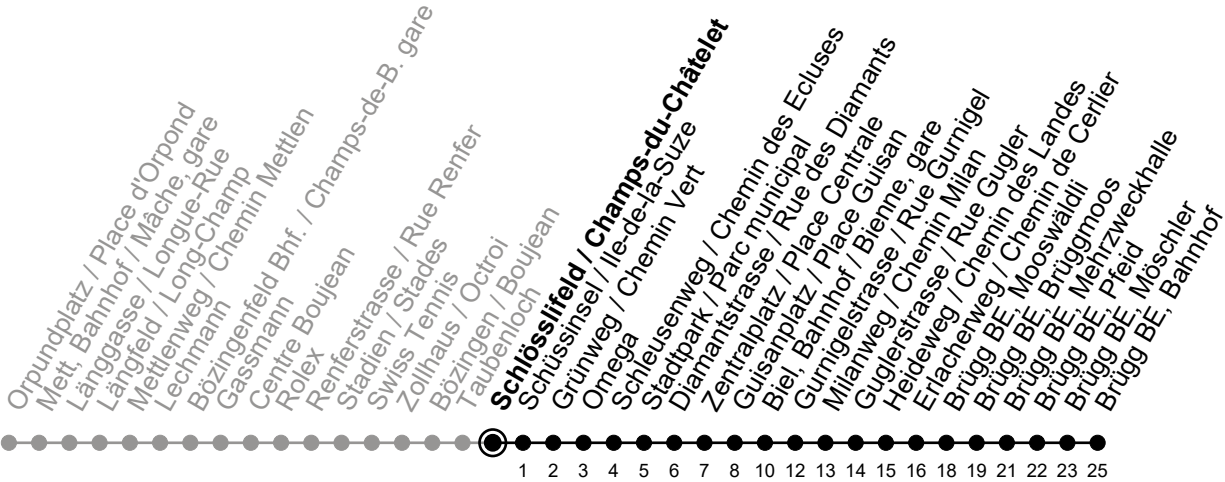 Orpundplatz / Place d'Orpond
Mett, Bahnhof / Mâche, gare
Länggasse / Longue-Rue
Längfeld / Long-Champ
Mettlenweg / Chemin Mettlen
Lechmann
Bözingenfeld Bhf. / Champs-de-B. gare
Gassmann
Centre Boujean
Rolex
Renferstrasse / Rue Renfer
Stadien / Stades
Swiss Tennis
Zollhaus / Octroi
Bözingen / Boujean
Taubenloch
Schlösslifeld / Champs-du-Châtelet
Schüssinsel / Ile-de-la-Suze
Grünweg / Chemin Vert
Omega
Schleusenweg / Chemin des Ecluses
Stadtpark / Parc municipal
Diamantstrasse / Rue des Diamants
Zentralplatz / Place Centrale
Guisanplatz / Place Guisan
Biel, Bahnhof / Bienne, gare
Gurnigelstrasse / Rue Gurnigel
Milanweg / Chemin Milan
Guglerstrasse / Rue Gugler
Heideweg / Chemin des Landes
Erlacherweg / Chemin de Cerlier
Brügg BE, Mooswäldli
Brügg BE, Brüggmoos
Brügg BE, Mehrzweckhalle
Brügg BE, Pfeid
Brügg BE, Möschler
Brügg BE, Bahnhof
1 2 3 4 5 6 7 8 10 12 13 14 15 16 18 19 21 22 23 25